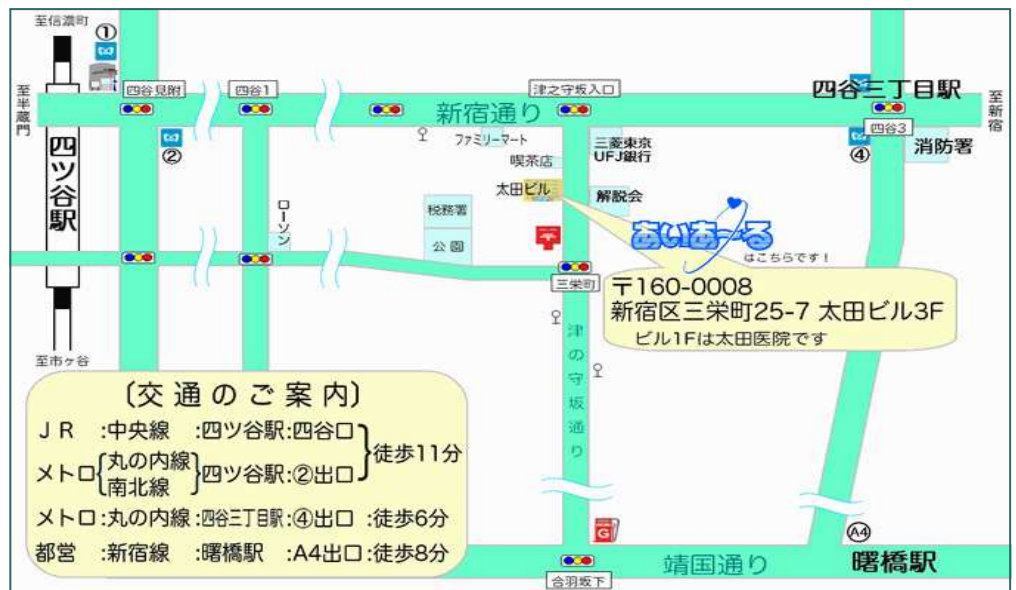 至信濃町
①
至半蔵門
四ツ谷駅
至市ヶ谷
四谷見附
②
四谷1
新宿通り
津之守坂入口
四谷三丁目駅
至新宿
四谷3
④
消防署
ファミリーマート
三菱東京
UFJ銀行
喫茶店
太田ビル
解説会
ローソン
税務署
公園
三栄町
あいあ〜る
はこちらです!
〒160-0008
新宿区三栄町25-7 太田ビル3F
ビル1Fは太田医院です
津の守坂通り
〔交通のご案内〕
JR :中央線 :四ツ谷駅:四谷口
メトロ{丸の内線 南北線}四ツ谷駅:②出口 }徒歩11分
メトロ:丸の内線:四谷三丁目駅:④出口 :徒歩6分
都営 :新宿線 :曙橋駅 :A4出口:徒歩8分
G
合羽坂下
靖国通り
A4
曙橋駅